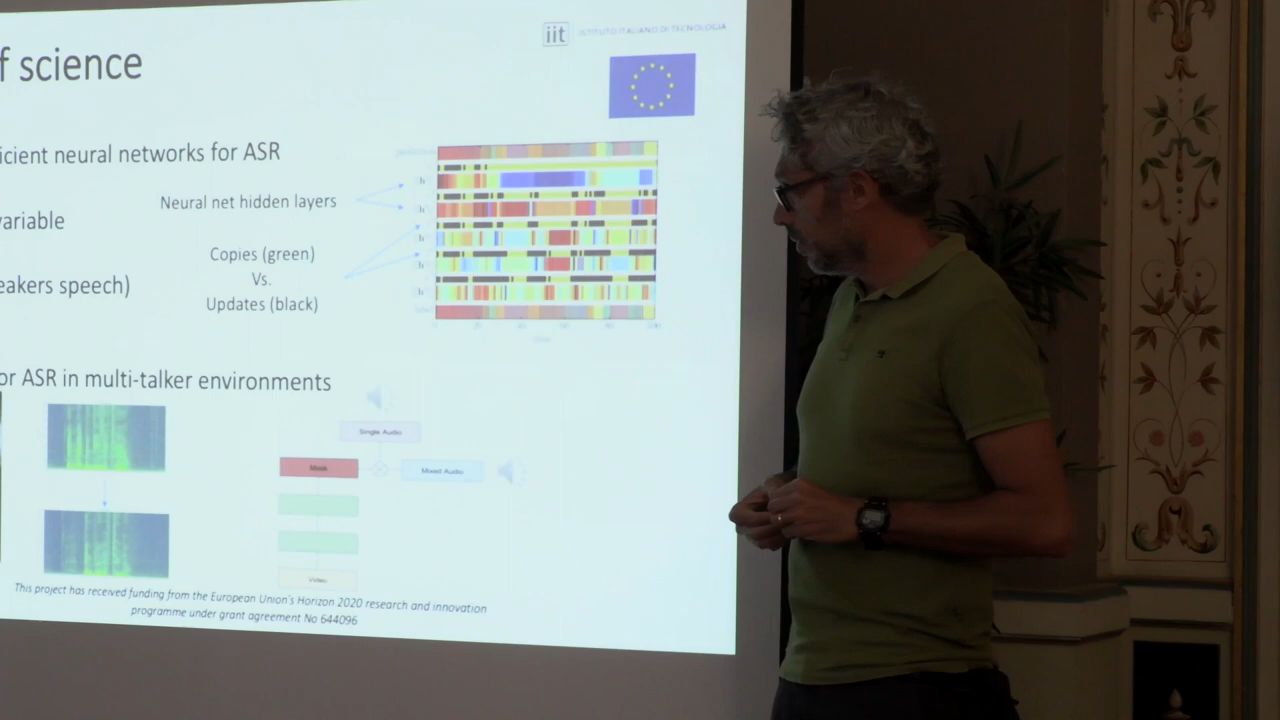 iit ISTITUTO ITALIANO DI TECNOLOGIA
f science
icient neural networks for ASR
Neural net hidden layers
variable
Copies (green)
Vs.
Updates (black)
eakers speech)
or ASR in multi-talker environments
Single Audio
Mask
Mixed Audio
Video
This project has received funding from the European Union's Horizon 2020 research and innovation
programme under grant agreement No 644096